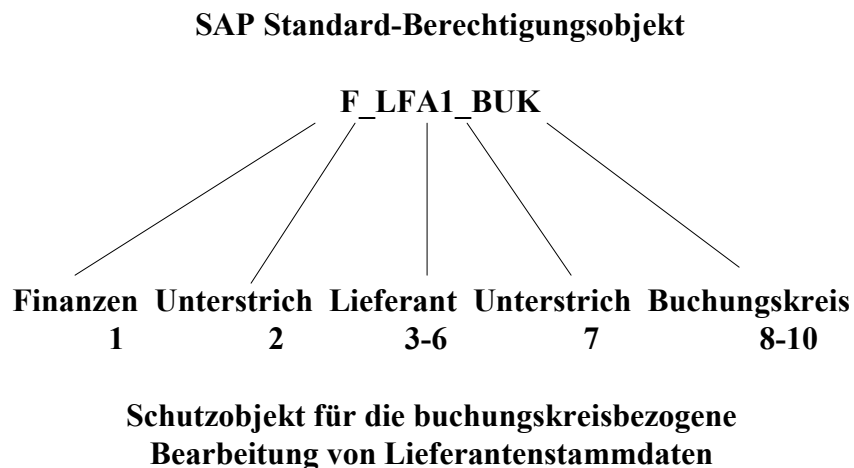 SAP Standard-Berechtigungsobjekt
F_LFA1_BUK
Finanzen Unterstrich Lieferant Unterstrich Buchungskreis
1 2 3-6 7 8-10
Schutzobjekt für die buchungskreisbezogene
Bearbeitung von Lieferantenstammdaten